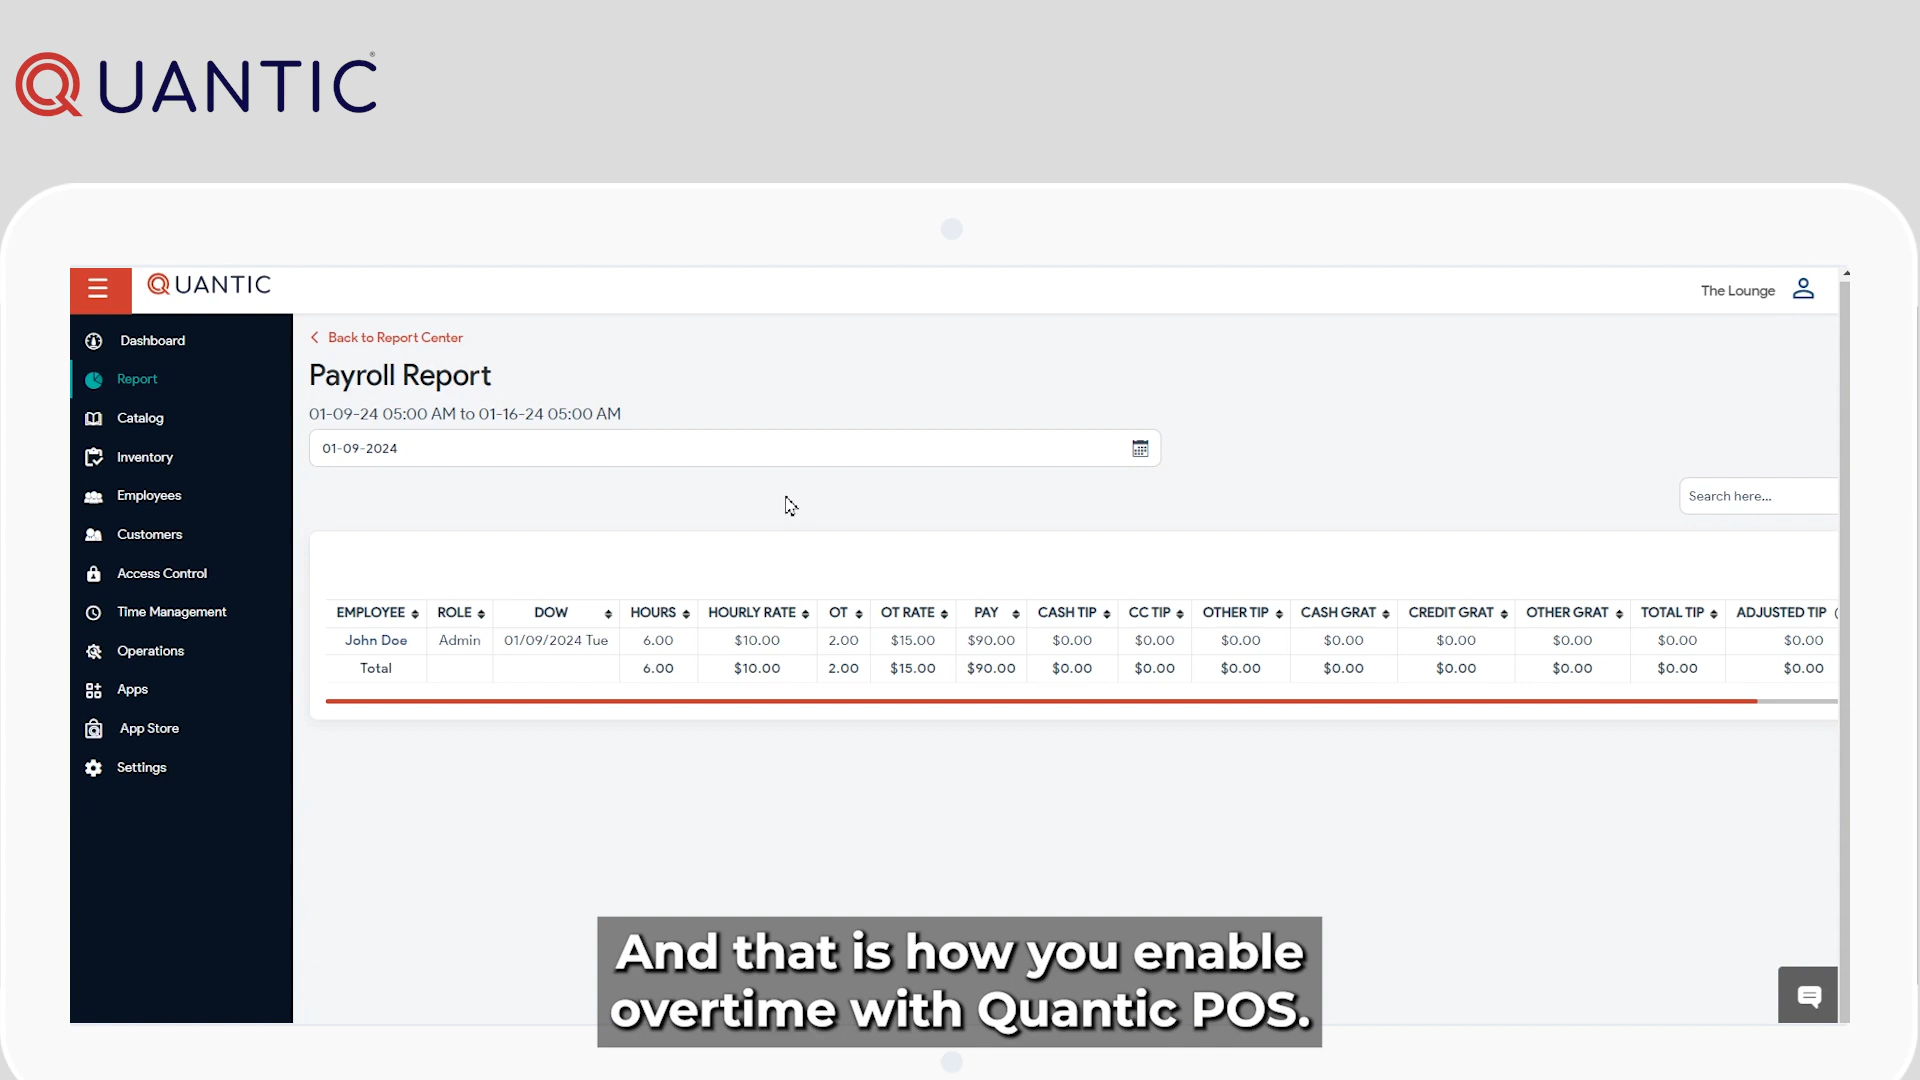 QUANTIC®
QUANTIC
The Lounge
Dashboard
Report
Catalog
Inventory
Employees
Customers
Access Control
Time Management
Operations
Apps
App Store
Settings
Back to Report Center
Payroll Report
01-09-24 05:00 AM to 01-16-24 05:00 AM
01-09-2024
Search here...
EMPLOYEE ROLE DOW HOURS HOURLY RATE OT OT RATE PAY CASH TIP CC TIP OTHER TIP CASH GRAT CREDIT GRAT OTHER GRAT TOTAL TIP ADJUSTED TIP
John Doe Admin 01/09/2024 Tue 6.00 $10.00 2.00 $15.00 $90.00 $0.00 $0.00 $0.00 $0.00 $0.00 $0.00 $0.00 $0.00
Total 6.00 $10.00 2.00 $15.00 $90.00 $0.00 $0.00 $0.00 $0.00 $0.00 $0.00 $0.00 $0.00
And that is how you enable
overtime with Quantic POS.